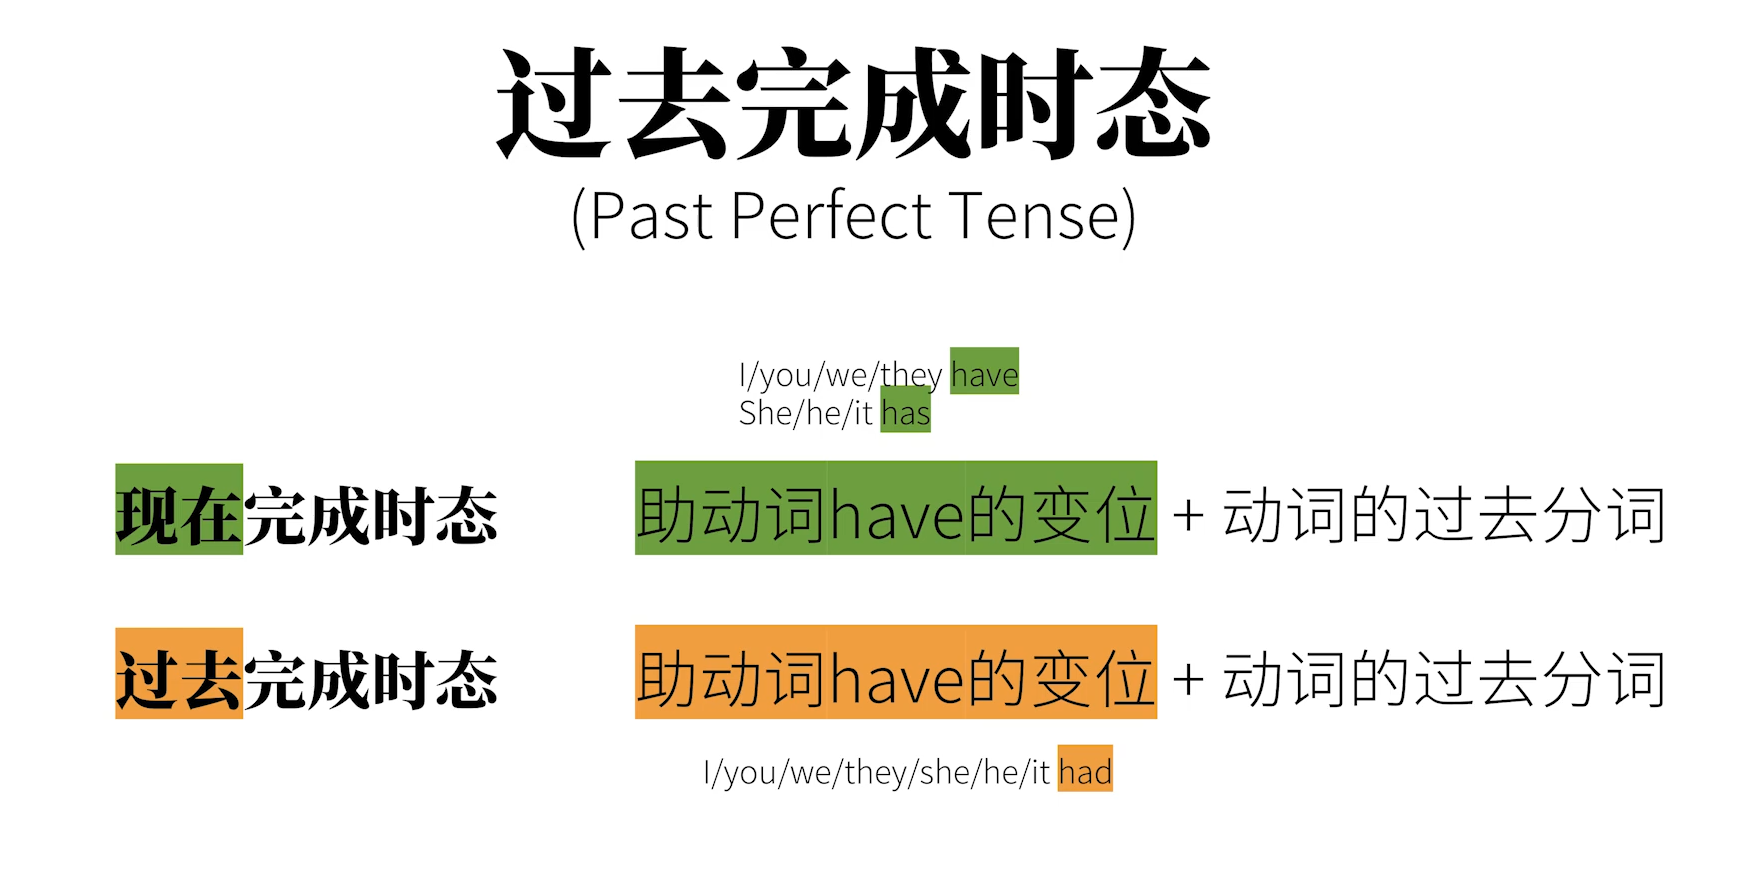 过去完成时态
(Past Perfect Tense)
I/you/we/they have
She/he/it has
现在完成时态 助动词have的变位 + 动词的过去分词
过去完成时态 助动词have的变位 + 动词的过去分词
I/you/we/they/she/he/it had